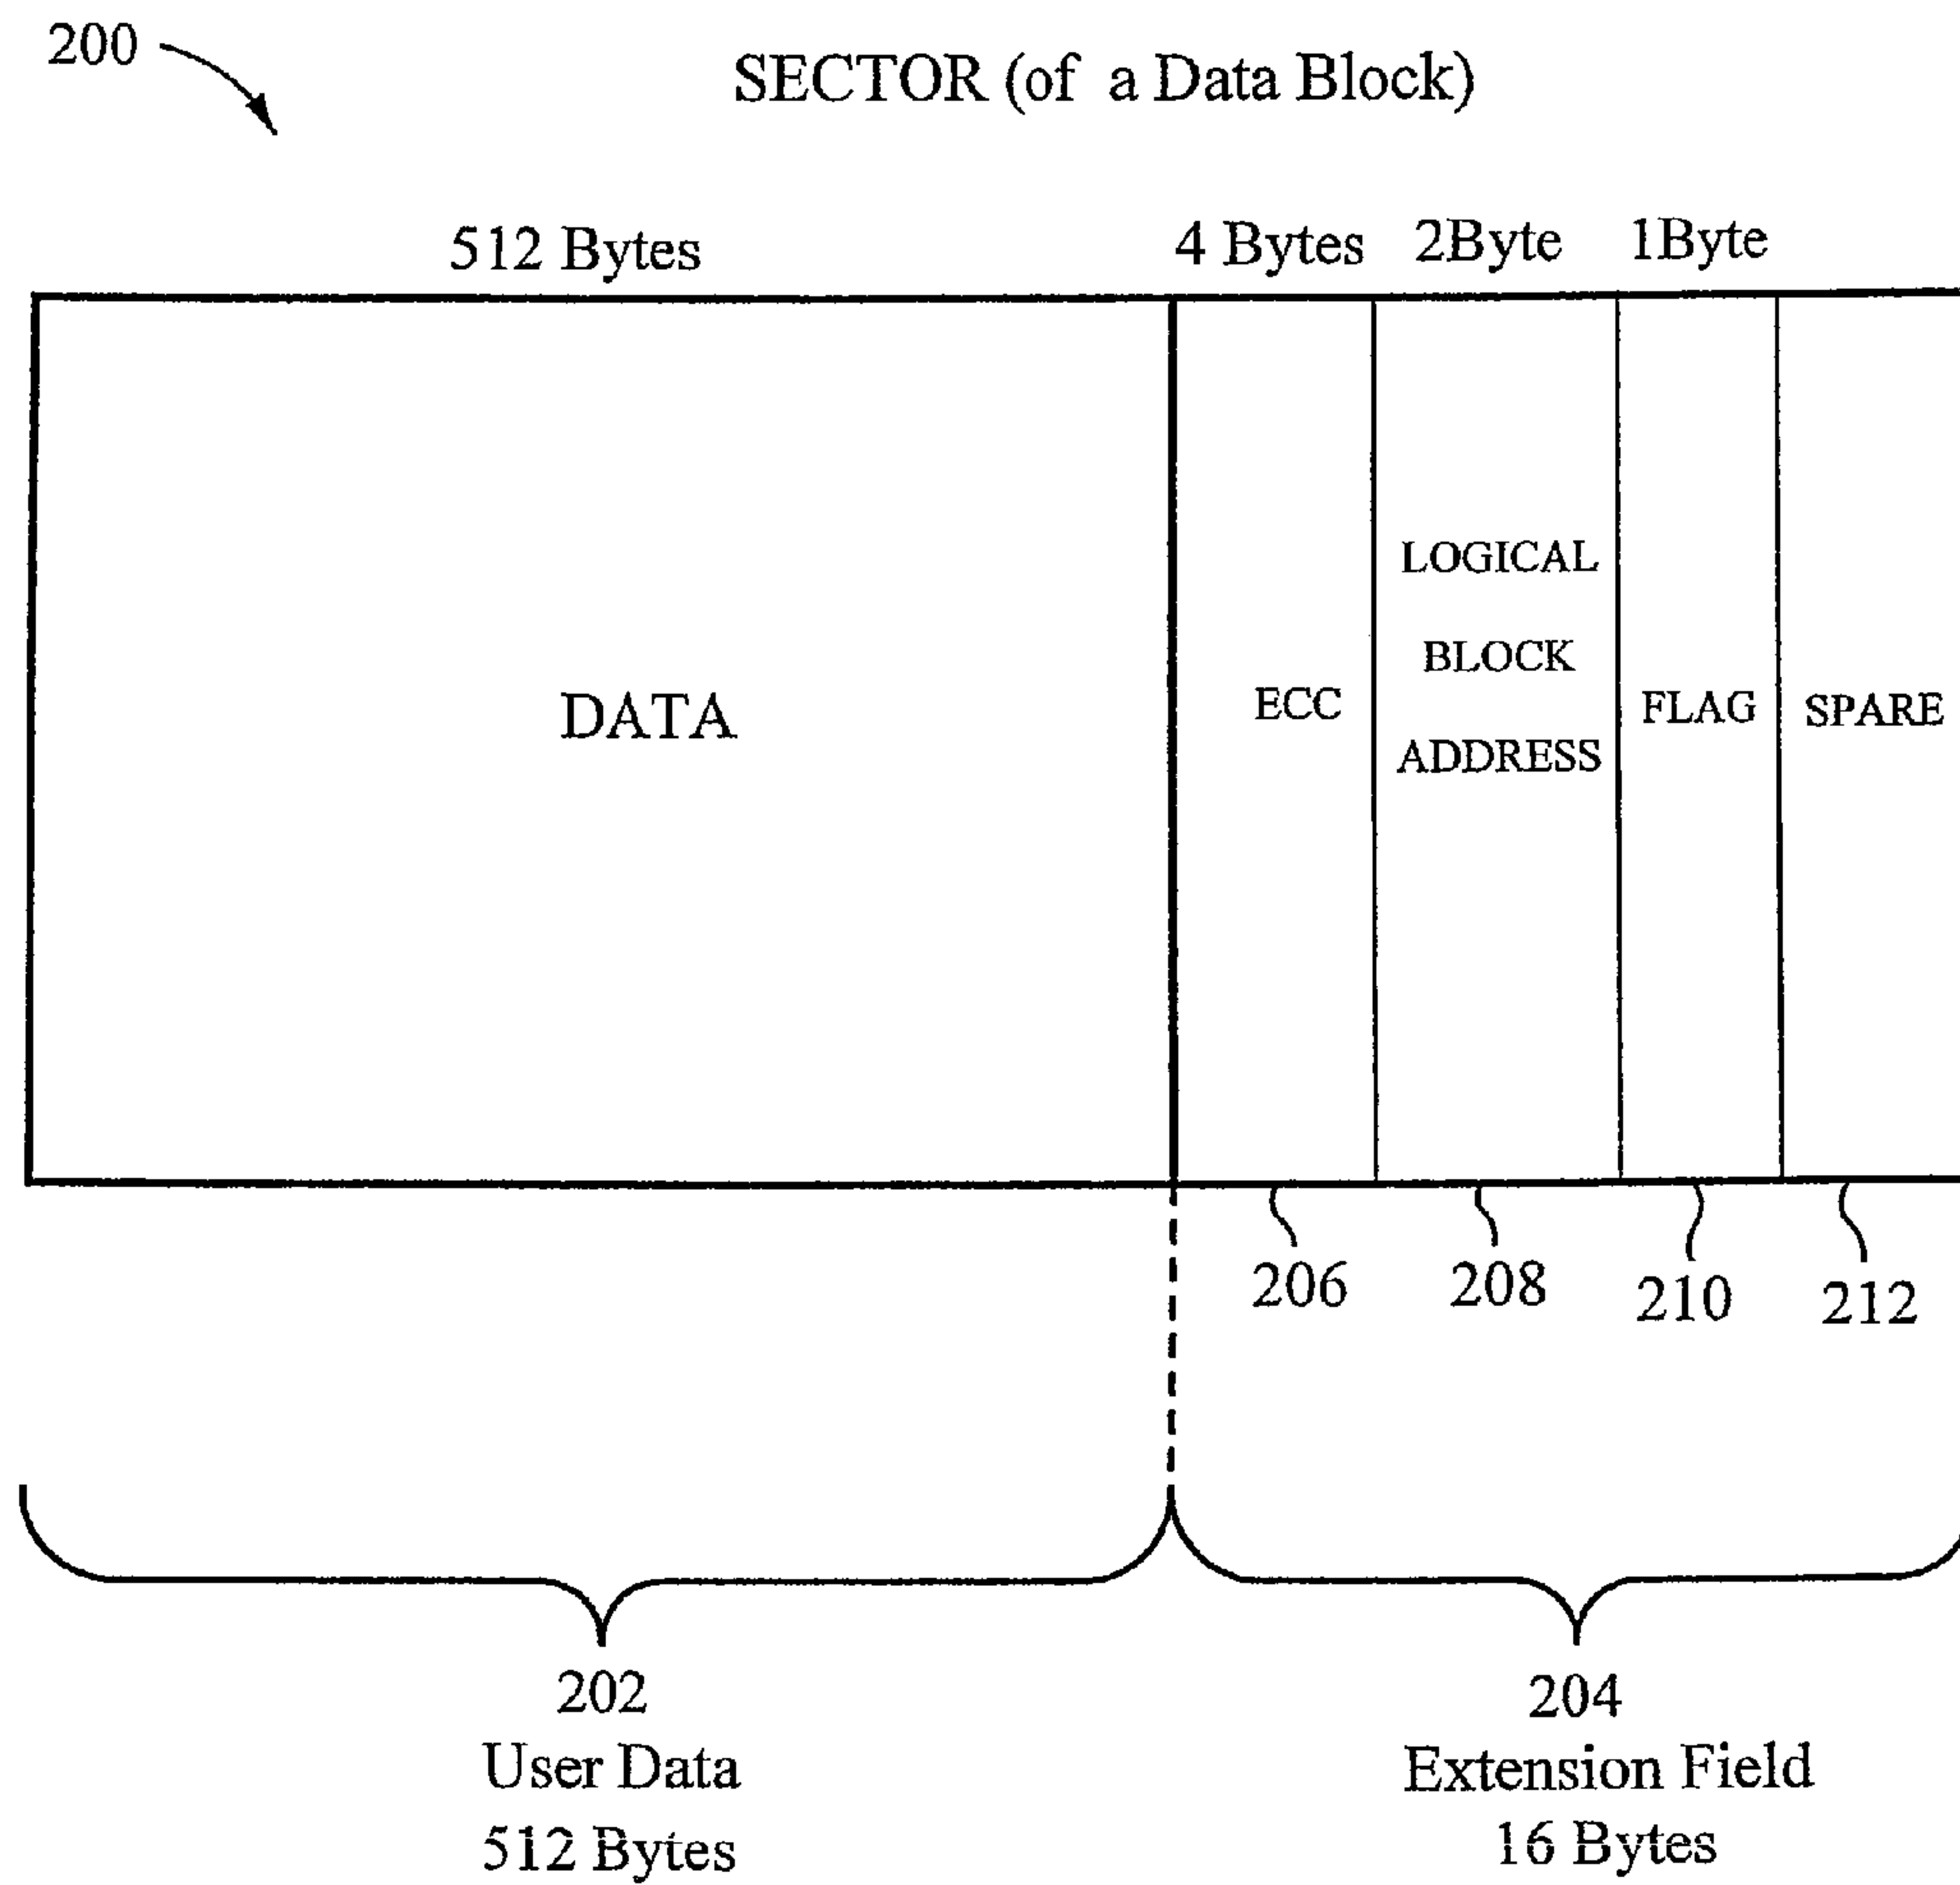 200
SECTOR (of a Data Block)
512 Bytes
4 Bytes
2Byte
1Byte
DATA
ECC
LOGICAL
BLOCK
ADDRESS
FLAG
SPARE
206
208
210
212
202
User Data
512 Bytes
204
Extension Field
16 Bytes